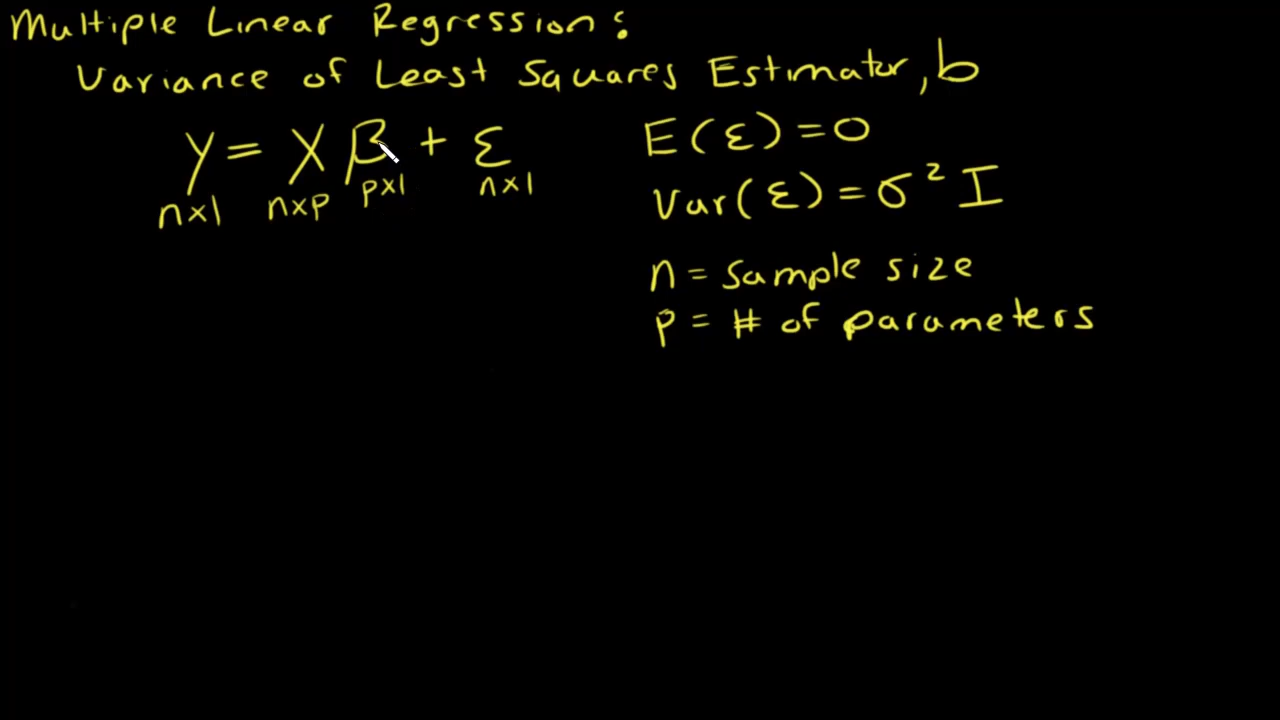 Multiple Linear Regression:
Variance of Least Squares Estimator, b
Y = X β + ε
n×1 n×p p×1 n×1
E(ε) = 0
Var(ε) = σ² I
n = sample size
p = # of parameters